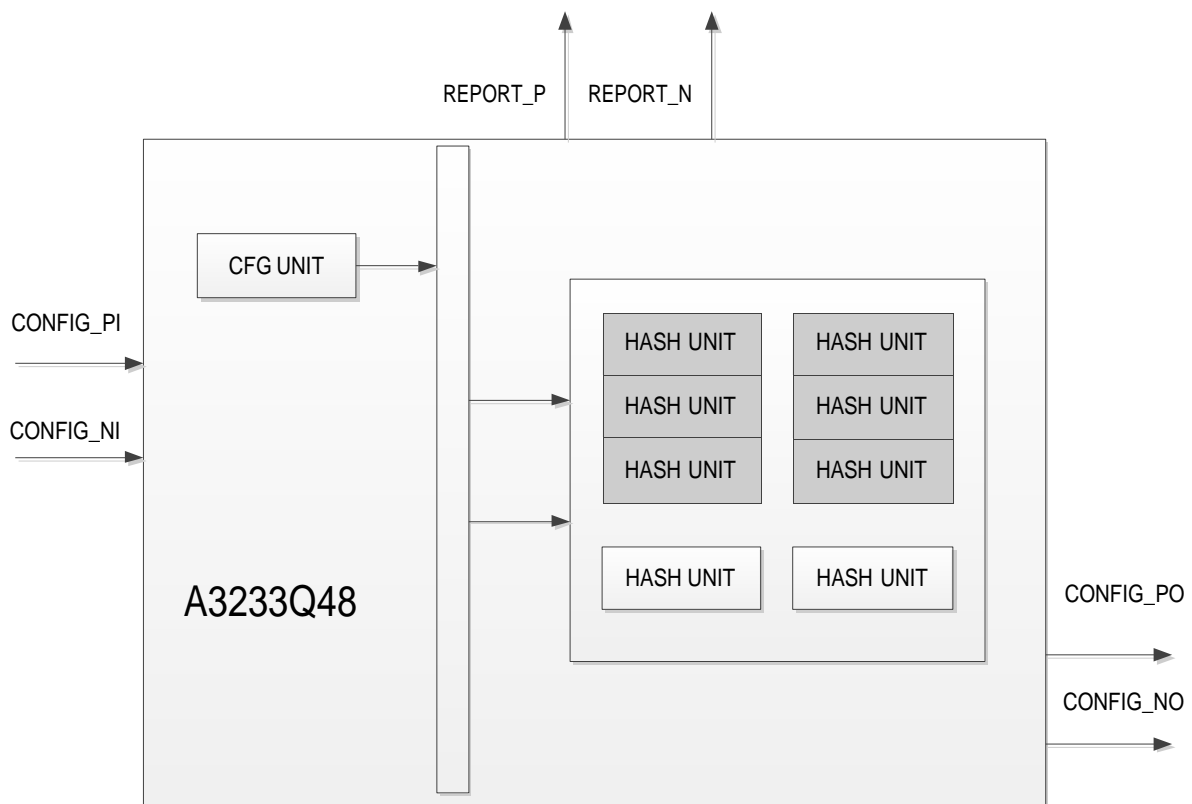 REPORT_P REPORT_N
CFG UNIT
CONFIG_PI
CONFIG_NI
HASH UNIT HASH UNIT
HASH UNIT HASH UNIT
HASH UNIT HASH UNIT
HASH UNIT HASH UNIT
A3233Q48
CONFIG_PO
CONFIG_NO